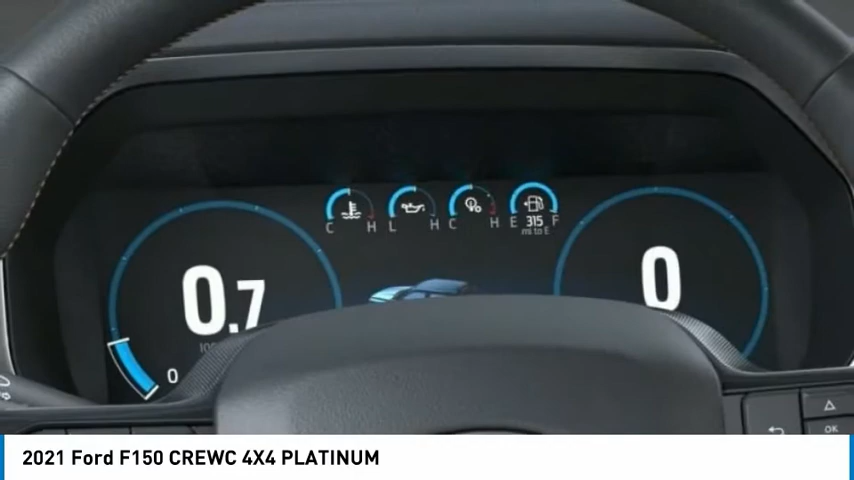 C H L H C H E 315 F
mi to E
0.7
0
0
OK
2021 Ford F150 CREWC 4X4 PLATINUM